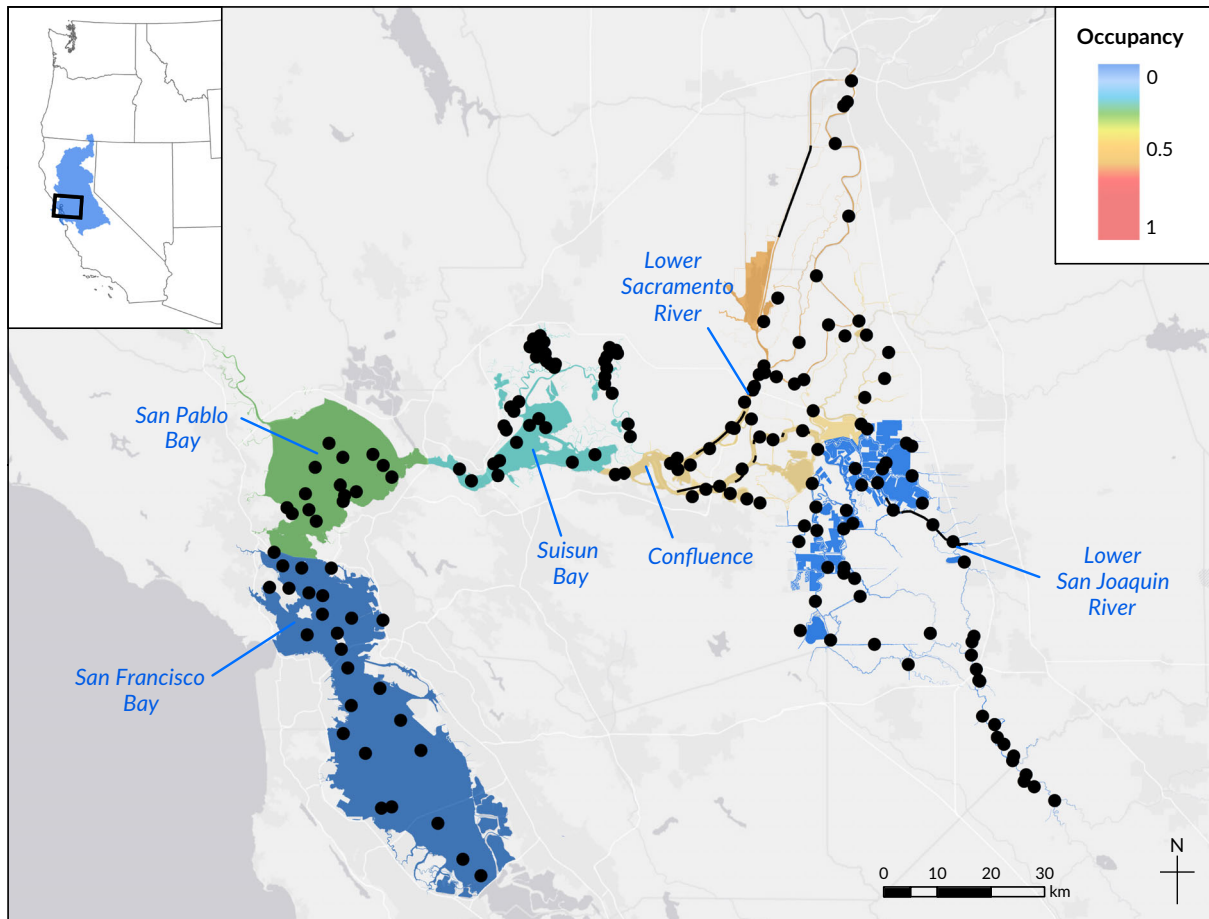 Occupancy
0
0.5
1
Lower
Sacramento
River
San Pablo
Bay
Suisun
Bay
Confluence
Lower
San Joaquin
River
San Francisco
Bay
N
0 10 20 30
km